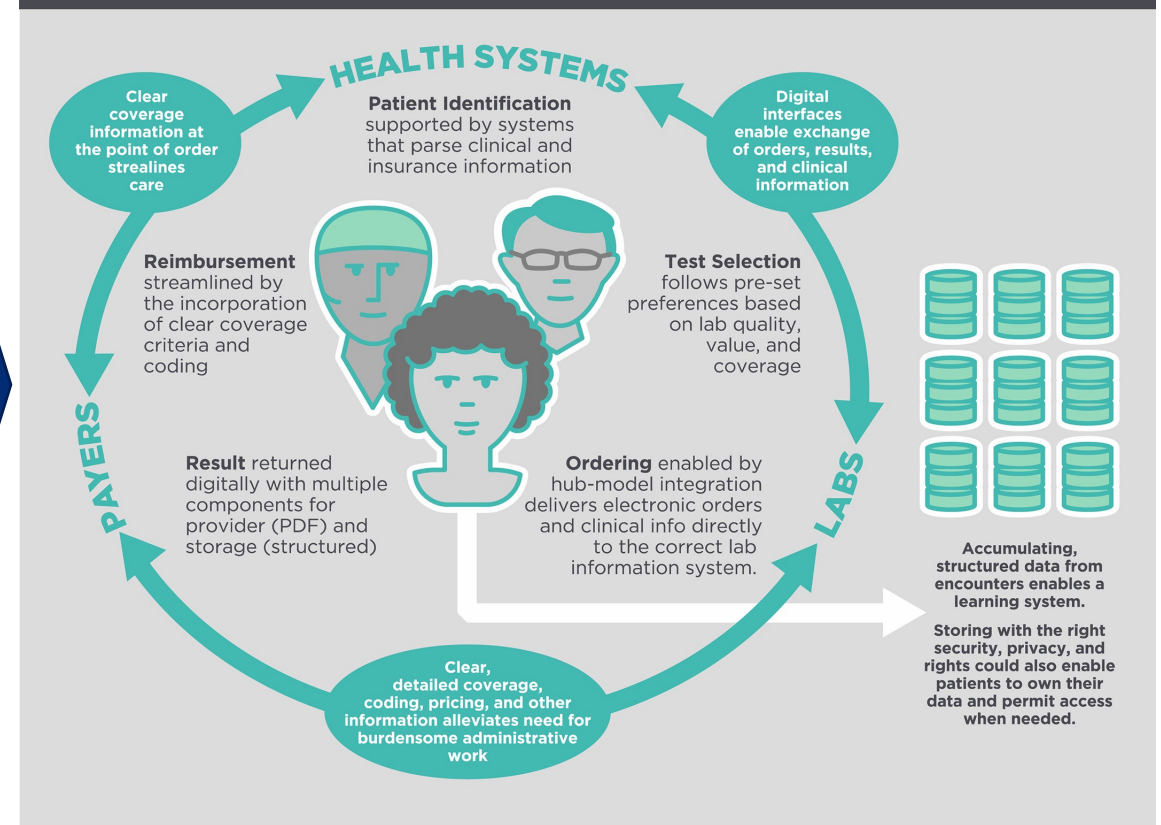 HEALTH SYSTEMS
Clear
coverage
information at
the point of order
strealines
care
Patient Identification
supported by systems
that parse clinical and
insurance information
Digital
interfaces
enable exchange
of orders, results,
and clinical
information
Reimbursement
streamlined by
the incorporation
of clear coverage
criteria and
coding
Test Selection
follows pre-set
preferences based
on lab quality,
value, and
coverage
PAYERS
LABS
Result returned
digitally with multiple
components for
provider (PDF) and
storage (structured)
Ordering enabled by
hub-model integration
delivers electronic orders
and clinical info directly
to the correct lab
information system.
Accumulating,
structured data from
encounters enables a
learning system.
Storing with the right
security, privacy, and
rights could also enable
patients to own their
data and permit access
when needed.
Clear,
detailed coverage,
coding, pricing, and other
information alleviates need for
burdensome administrative
work